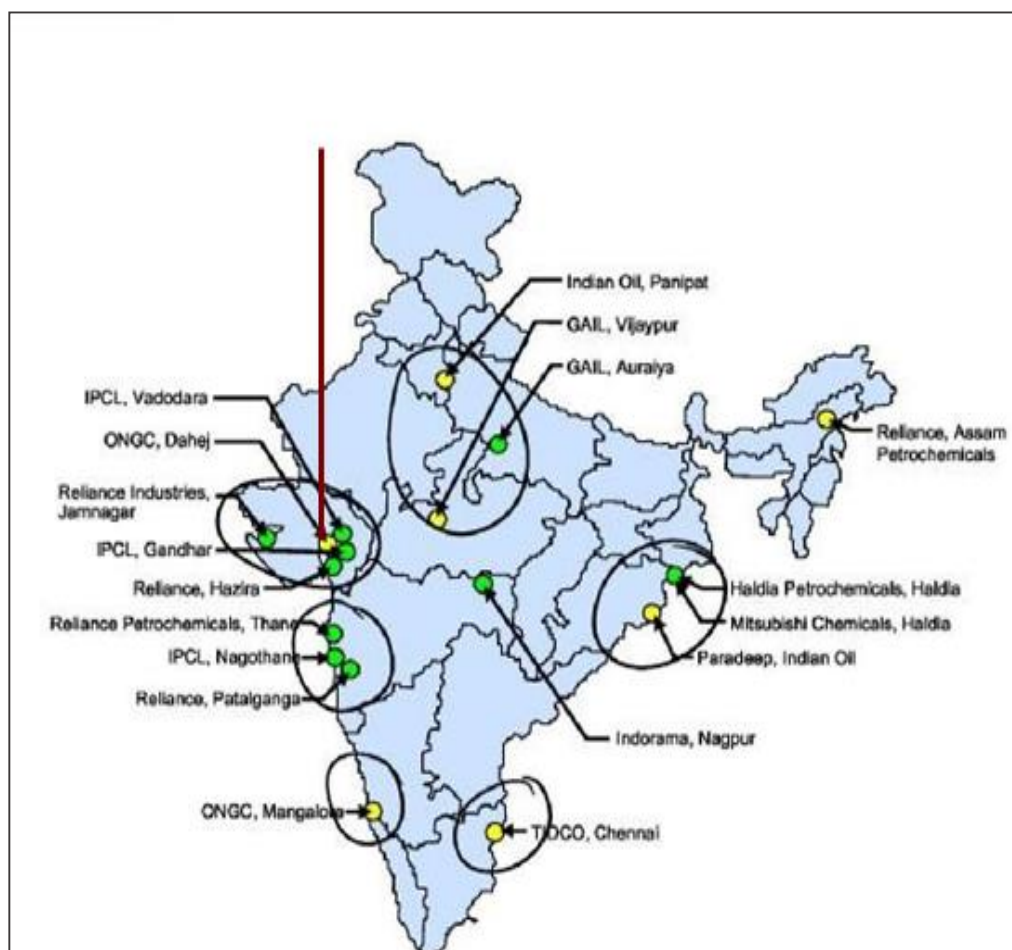 Indian Oil, Panipat
GAIL, Vijaypur
GAIL, Auraiya
IPCL, Vadodara
ONGC, Dahej
Reliance Industries,
Jamnagar
IPCL, Gandhar
Reliance, Hazira
Reliance Petrochemicals, Thane
IPCL, Nagothane
Reliance, Patalganga
ONGC, Mangalore
Reliance, Assam
Petrochemicals
Haldia Petrochemicals, Haldia
Mitsubishi Chemicals, Haldia
Paradeep, Indian Oil
Indorama, Nagpur
TIDCO, Chennai